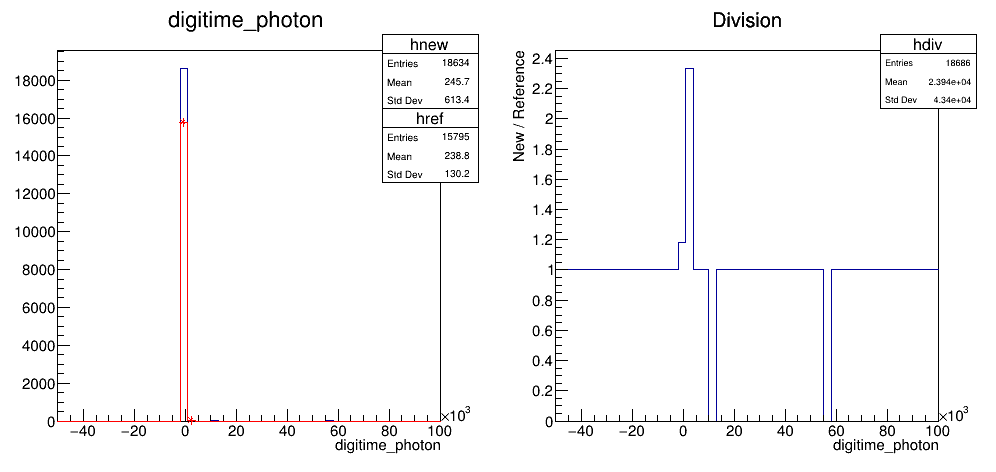 digitime_photon
hnew
Entries 18634
Mean 245.7
Std Dev 613.4
href
Entries 15795
Mean 238.8
Std Dev 130.2
18000
16000
14000
12000
10000
8000
6000
4000
2000
0
−40 −20 0 20 40 60 80 100
×10³
digitime_photon
Division
hdiv
Entries 18686
Mean 2.394e+04
Std Dev 4.34e+04
New / Reference
2.4
2.2
2
1.8
1.6
1.4
1.2
1
0.8
0.6
0.4
0.2
0
−40 −20 0 20 40 60 80 100
×10³
digitime_photon